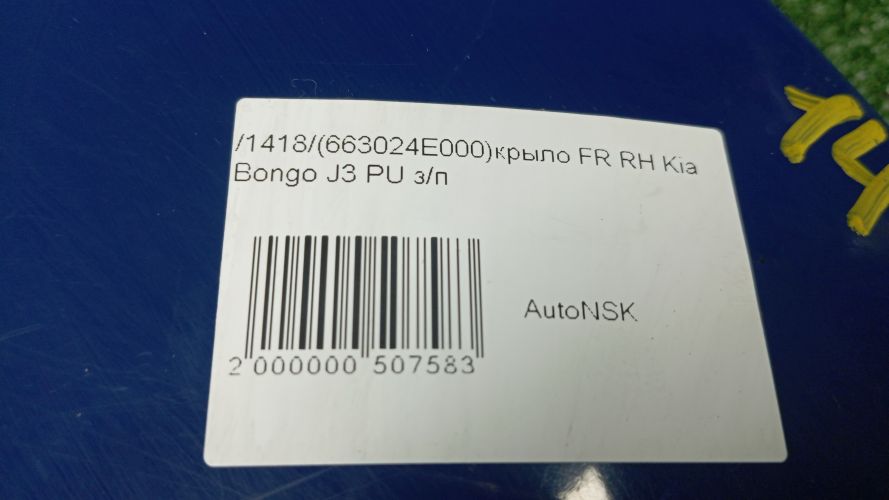 /1418/(663024E000)крыло FR RH Kia
Bongo J3 PU з/п
AutoNSK
2 000000 507583